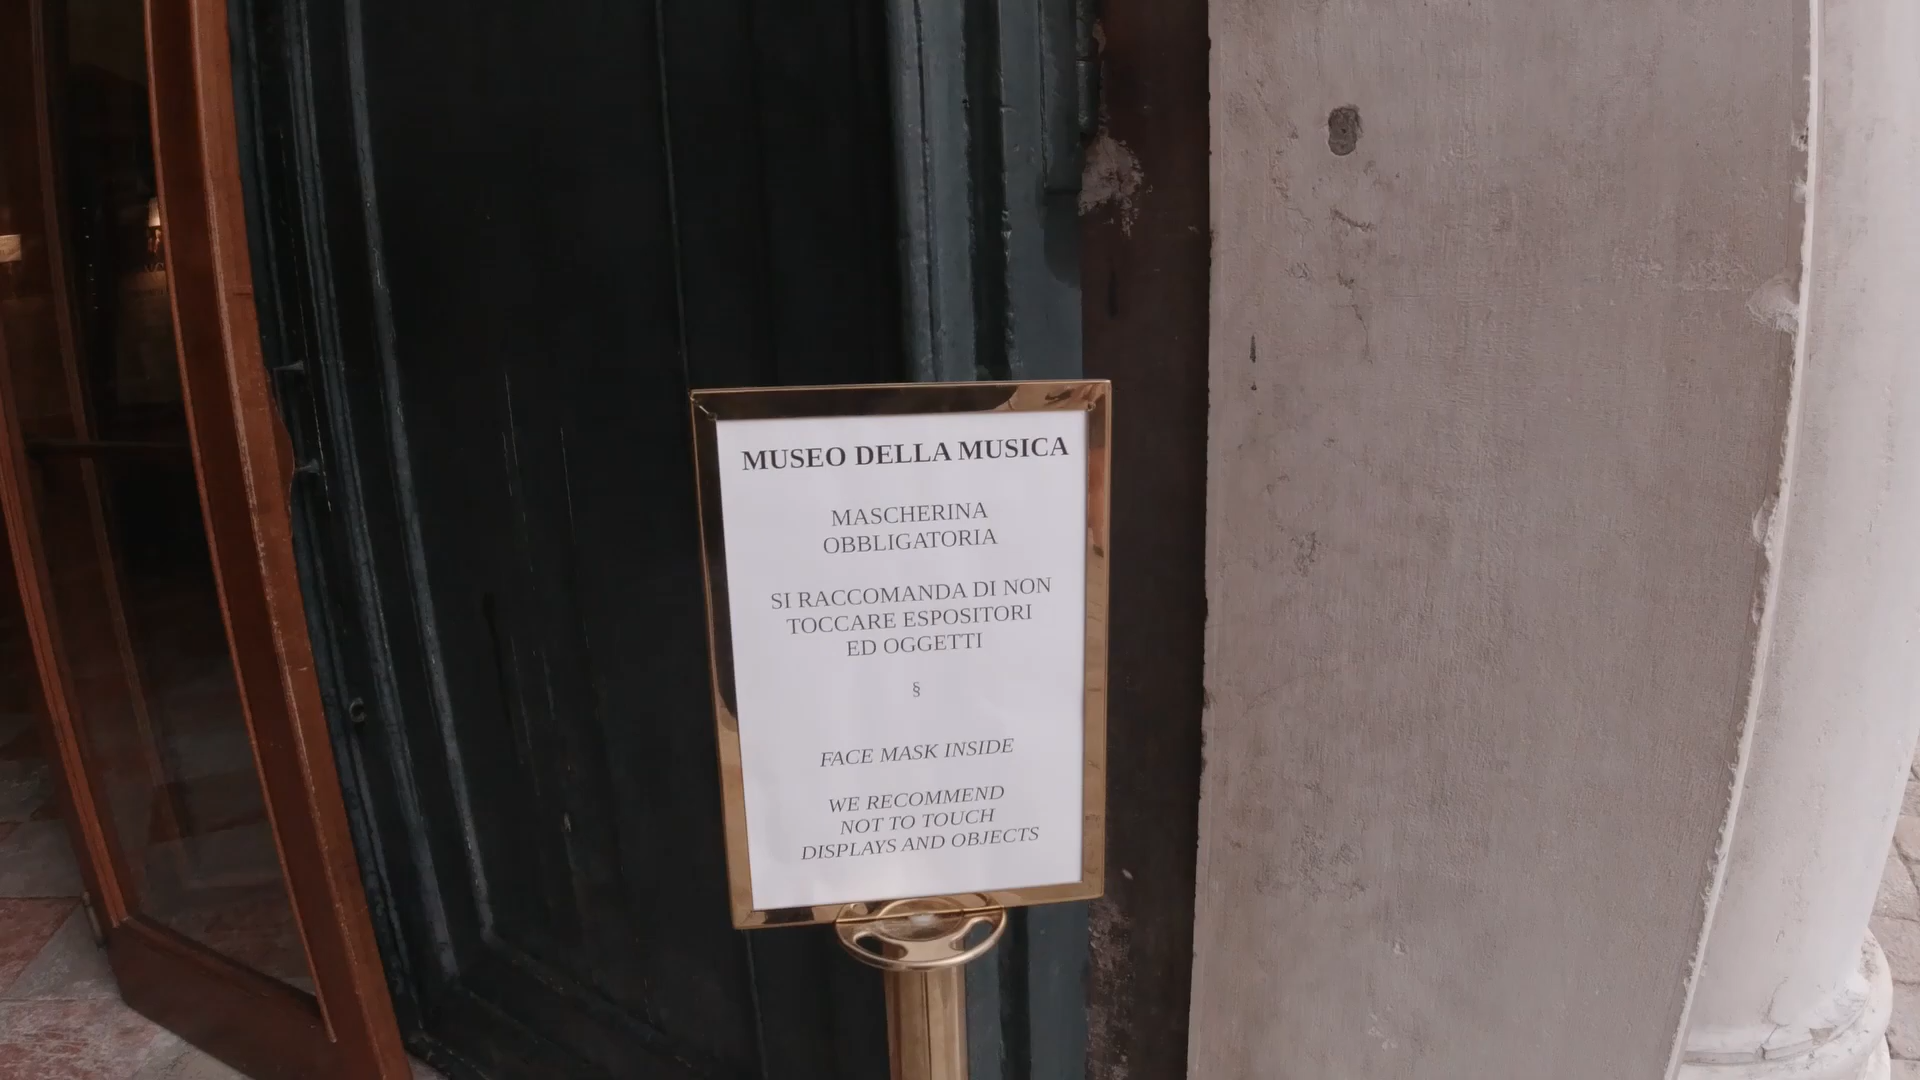 MUSEO DELLA MUSICA
MASCHERINA
OBBLIGATORIA
SI RACCOMANDA DI NON
TOCCARE ESPOSITORI
ED OGGETTI
§
FACE MASK INSIDE
WE RECOMMEND
NOT TO TOUCH
DISPLAYS AND OBJECTS